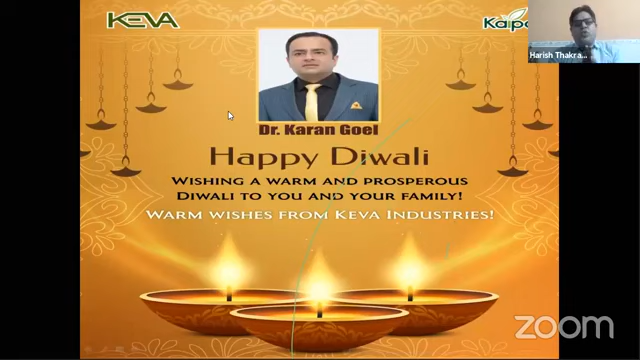 KEVA
Kaipo
Harish Thakra...
Dr. Karan Goel
Happy Diwali
WISHING A WARM AND PROSPEROUS
DIWALI TO YOU AND YOUR FAMILY!
WARM WISHES FROM KEVA INDUSTRIES!
zoom